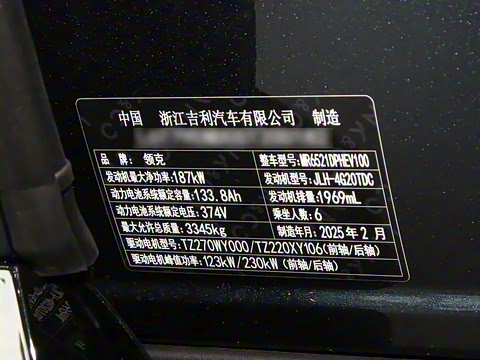 中国 浙江吉利汽车有限公司 制造
品 牌: 领克 整车型号: MR6521DPHEV100
发动机最大净功率: 187kW 发动机型号: JLH-4G20TDC
动力电池系统额定容量: 133.8Ah 发动机排量: 1969mL
动力电池系统额定电压: 374V 乘坐人数: 6
最大允许总质量: 3345kg 制造年月: 2025 年 2 月
驱动电机型号: TZ270WY000/TZ220XY106(前轴/后轴)
驱动电机峰值功率: 123kW/230kW(前轴/后轴)